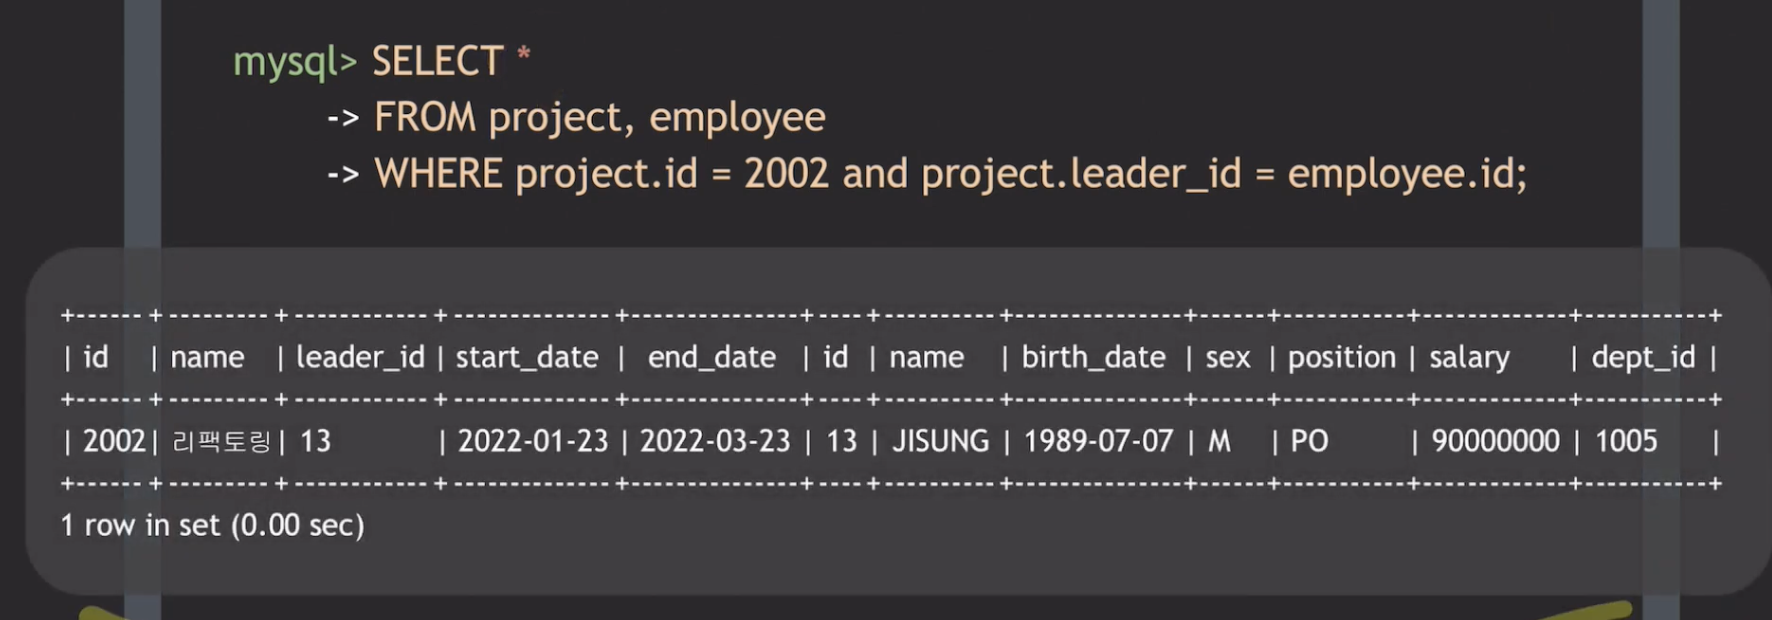 mysql> SELECT *
-> FROM project, employee
-> WHERE project.id = 2002 and project.leader_id = employee.id;
+------+---------+------------+--------------+---------------+----+----------+---------------+-----+-----------+-------------+-----------+
| id | name | leader_id | start_date | end_date | id | name | birth_date | sex | position | salary | dept_id |
+------+---------+------------+--------------+---------------+----+----------+---------------+-----+-----------+-------------+-----------+
| 2002 | 리팩토링 | 13 | 2022-01-23 | 2022-03-23 | 13 | JISUNG | 1989-07-07 | M | PO | 90000000 | 1005 |
+------+---------+------------+--------------+---------------+----+----------+---------------+-----+-----------+-------------+-----------+
1 row in set (0.00 sec)